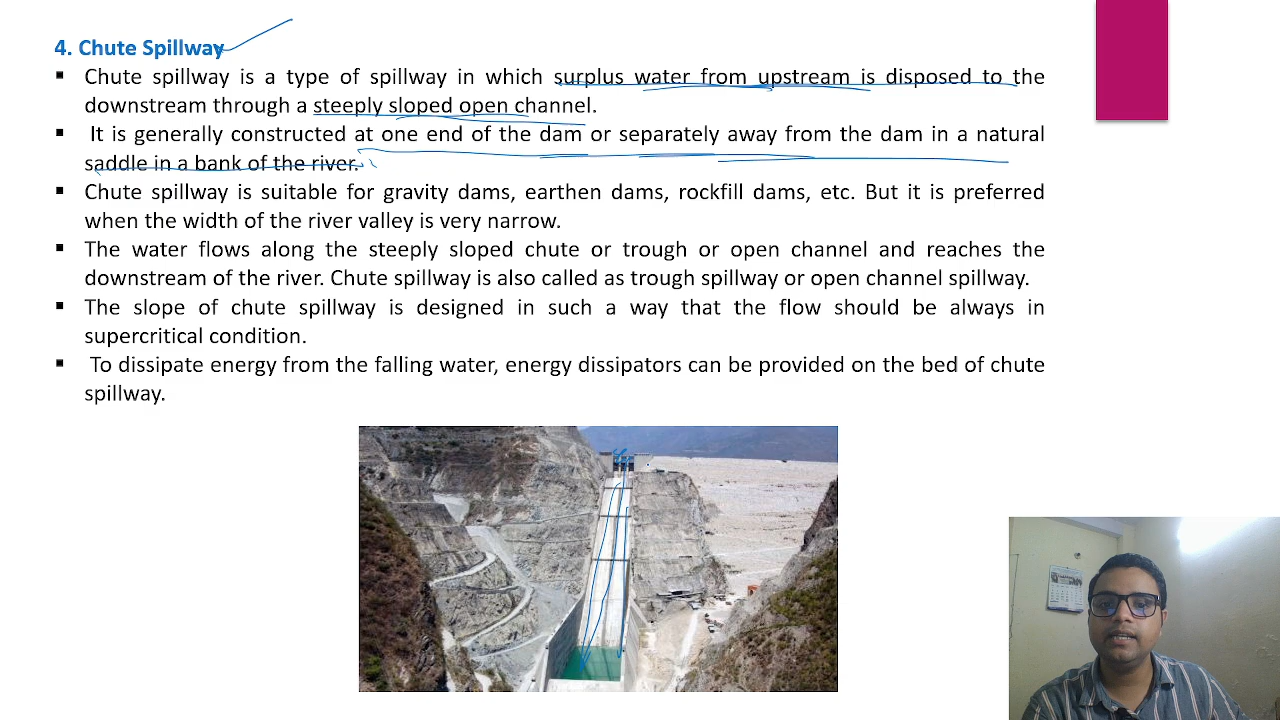 4. Chute Spillway
▪ Chute spillway is a type of spillway in which surplus water from upstream is disposed to the
downstream through a steeply sloped open channel.
▪ It is generally constructed at one end of the dam or separately away from the dam in a natural
saddle in a bank of the river.
▪ Chute spillway is suitable for gravity dams, earthen dams, rockfill dams, etc. But it is preferred
when the width of the river valley is very narrow.
▪ The water flows along the steeply sloped chute or trough or open channel and reaches the
downstream of the river. Chute spillway is also called as trough spillway or open channel spillway.
▪ The slope of chute spillway is designed in such a way that the flow should be always in
supercritical condition.
▪ To dissipate energy from the falling water, energy dissipators can be provided on the bed of chute
spillway.